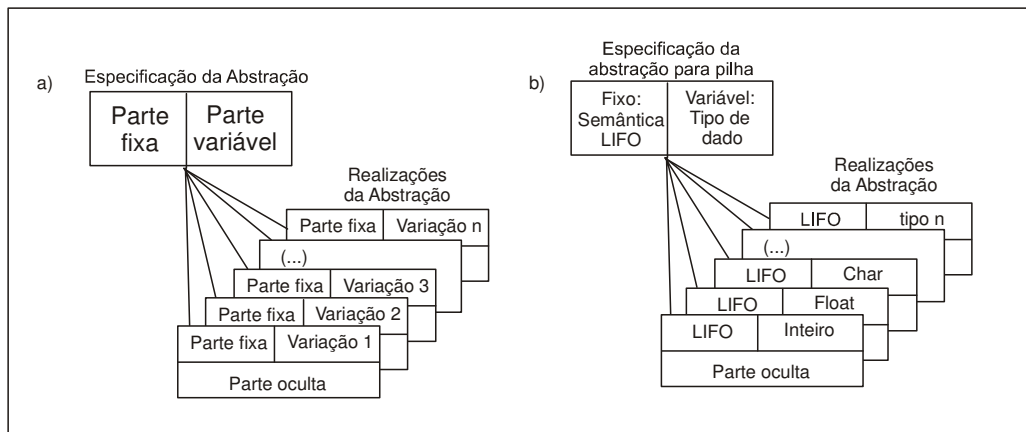 a)
Especificação da Abstração
Parte
fixa
Parte
variável
Realizações
da Abstração
Parte fixa
Variação n
(...)
Parte fixa
Variação 3
Parte fixa
Variação 2
Parte fixa
Variação 1
Parte oculta
b)
Especificação da
abstração para pilha
Fixo:
Semântica
LIFO
Variável:
Tipo de
dado
Realizações
da Abstração
LIFO
tipo n
(...)
LIFO
Char
LIFO
Float
LIFO
Inteiro
Parte oculta